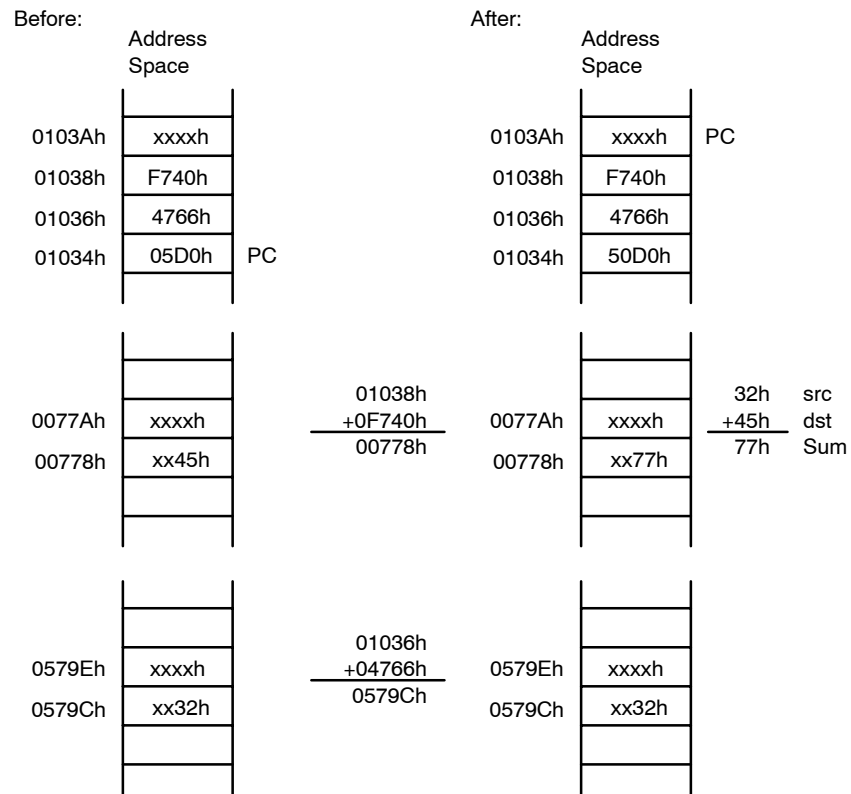 Before:
After:
Address
Space
Address
Space
0103Ah xxxxh
0103Ah xxxxh PC
01038h F740h
01038h F740h
01036h 4766h
01036h 4766h
01034h 05D0h PC
01034h 50D0h
01038h
32h src
0077Ah xxxxh
+0F740h
0077Ah xxxxh
+45h dst
00778h
77h Sum
00778h xx45h
00778h xx77h
01036h
0579Eh xxxxh
+04766h
0579Eh xxxxh
0579Ch
0579Ch xx32h
0579Ch xx32h